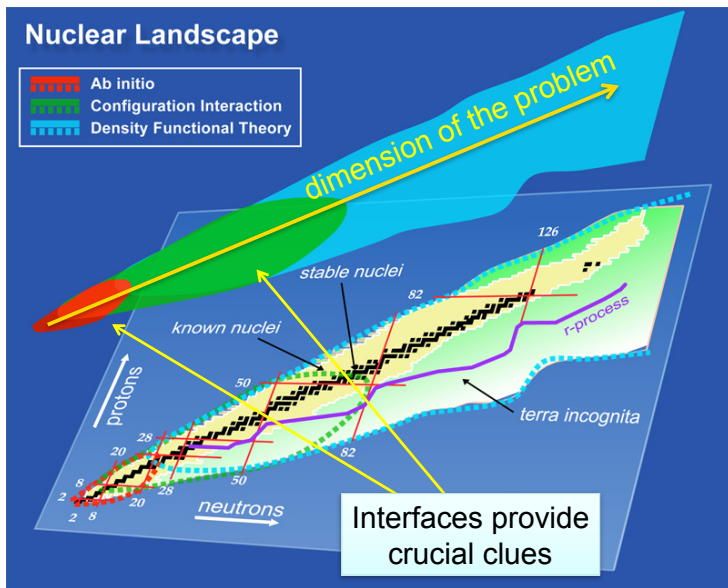 Nuclear Landscape
Ab initio
Configuration Interaction
Density Functional Theory
dimension of the problem
126
stable nuclei
82
known nuclei
r-process
50
protons
terra incognita
28
82
20
50
8
28
2
20
neutrons
2
8
Interfaces provide
crucial clues